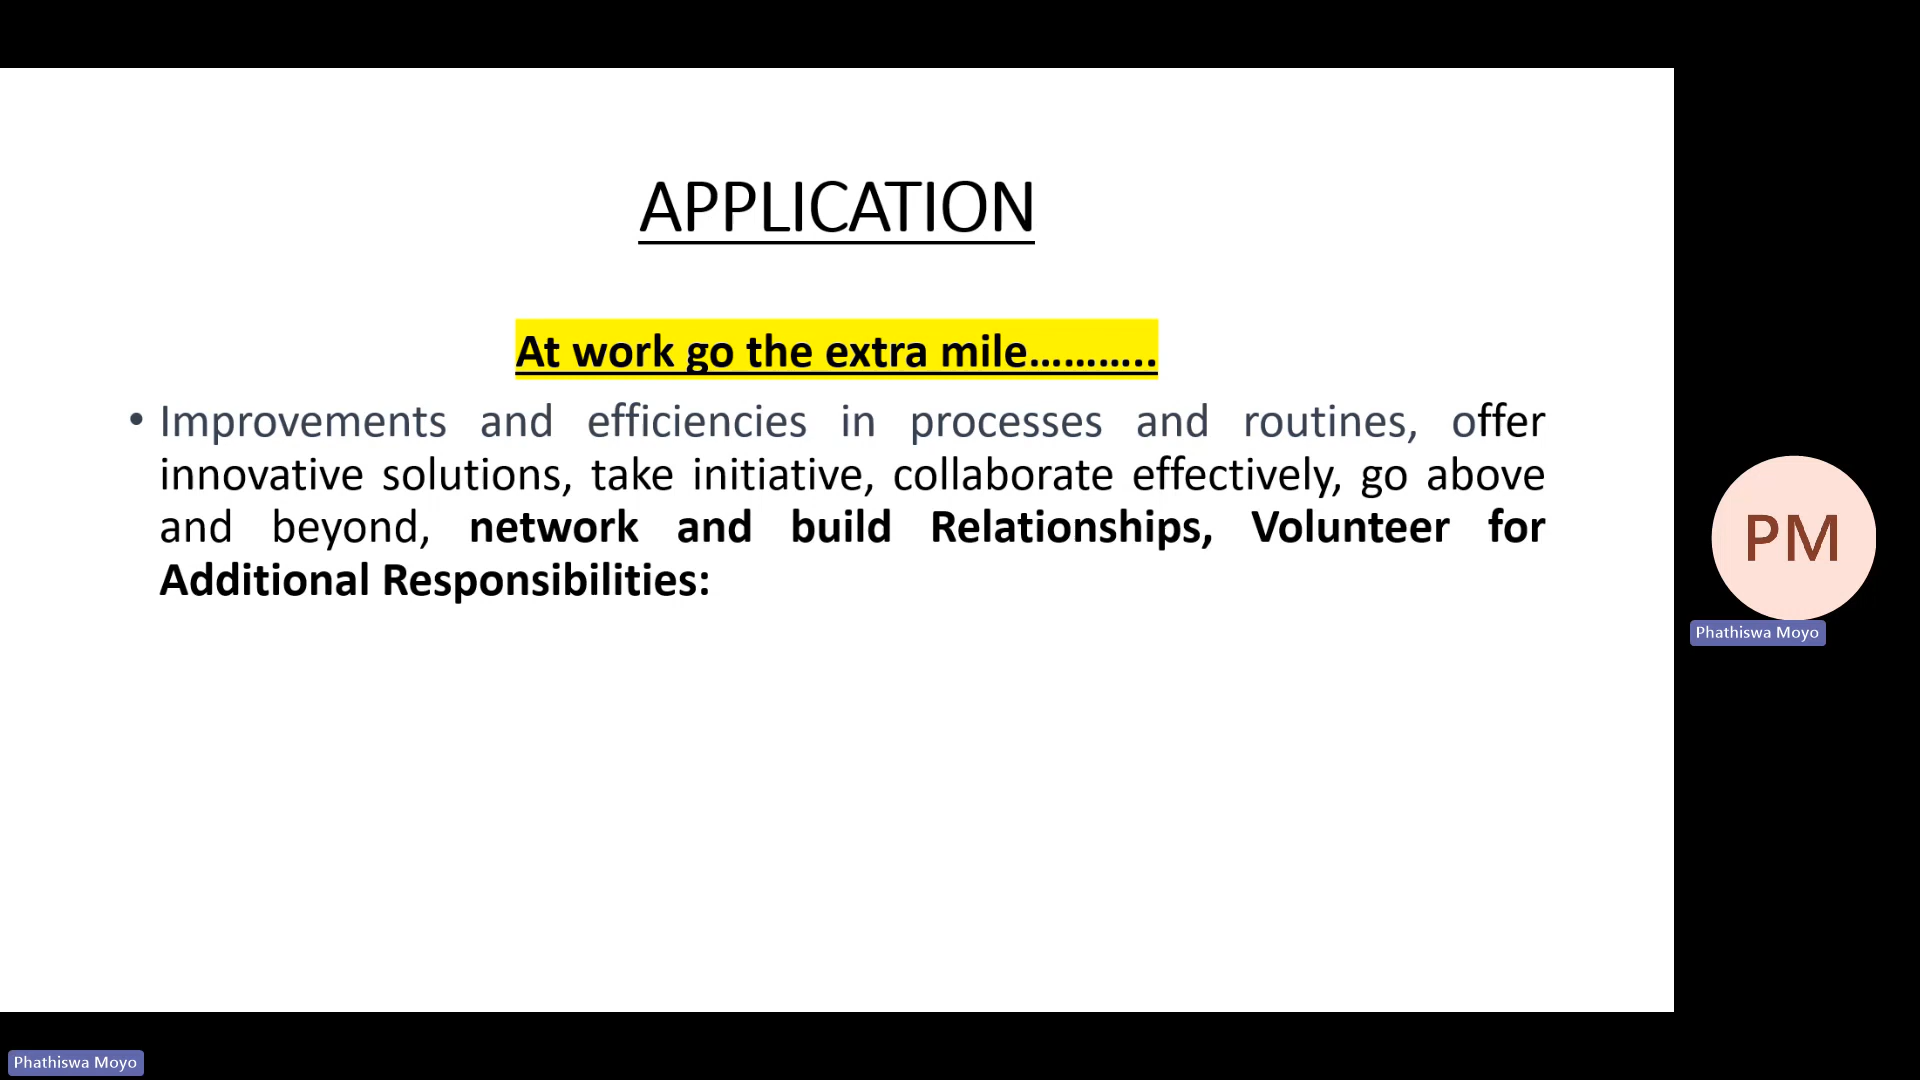 APPLICATION
At work go the extra mile………..
• Improvements and efficiencies in processes and routines, offer
innovative solutions, take initiative, collaborate effectively, go above
and beyond, network and build Relationships, Volunteer for
Additional Responsibilities:
PM
Phathiswa Moyo
Phathiswa Moyo